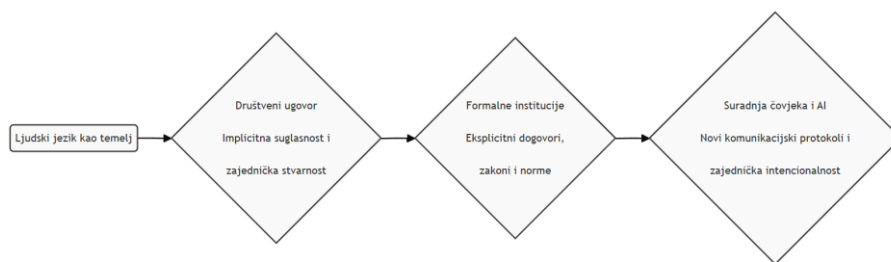 Ljudski jezik kao temelj
Društveni ugovor
Implicitna suglasnost i
zajednička stvarnost
Formalne institucije
Eksplicitni dogovori,
zakoni i norme
Suradnja čovjeka i AI
Novi komunikacijski protokoli i
zajednička intencionalnost